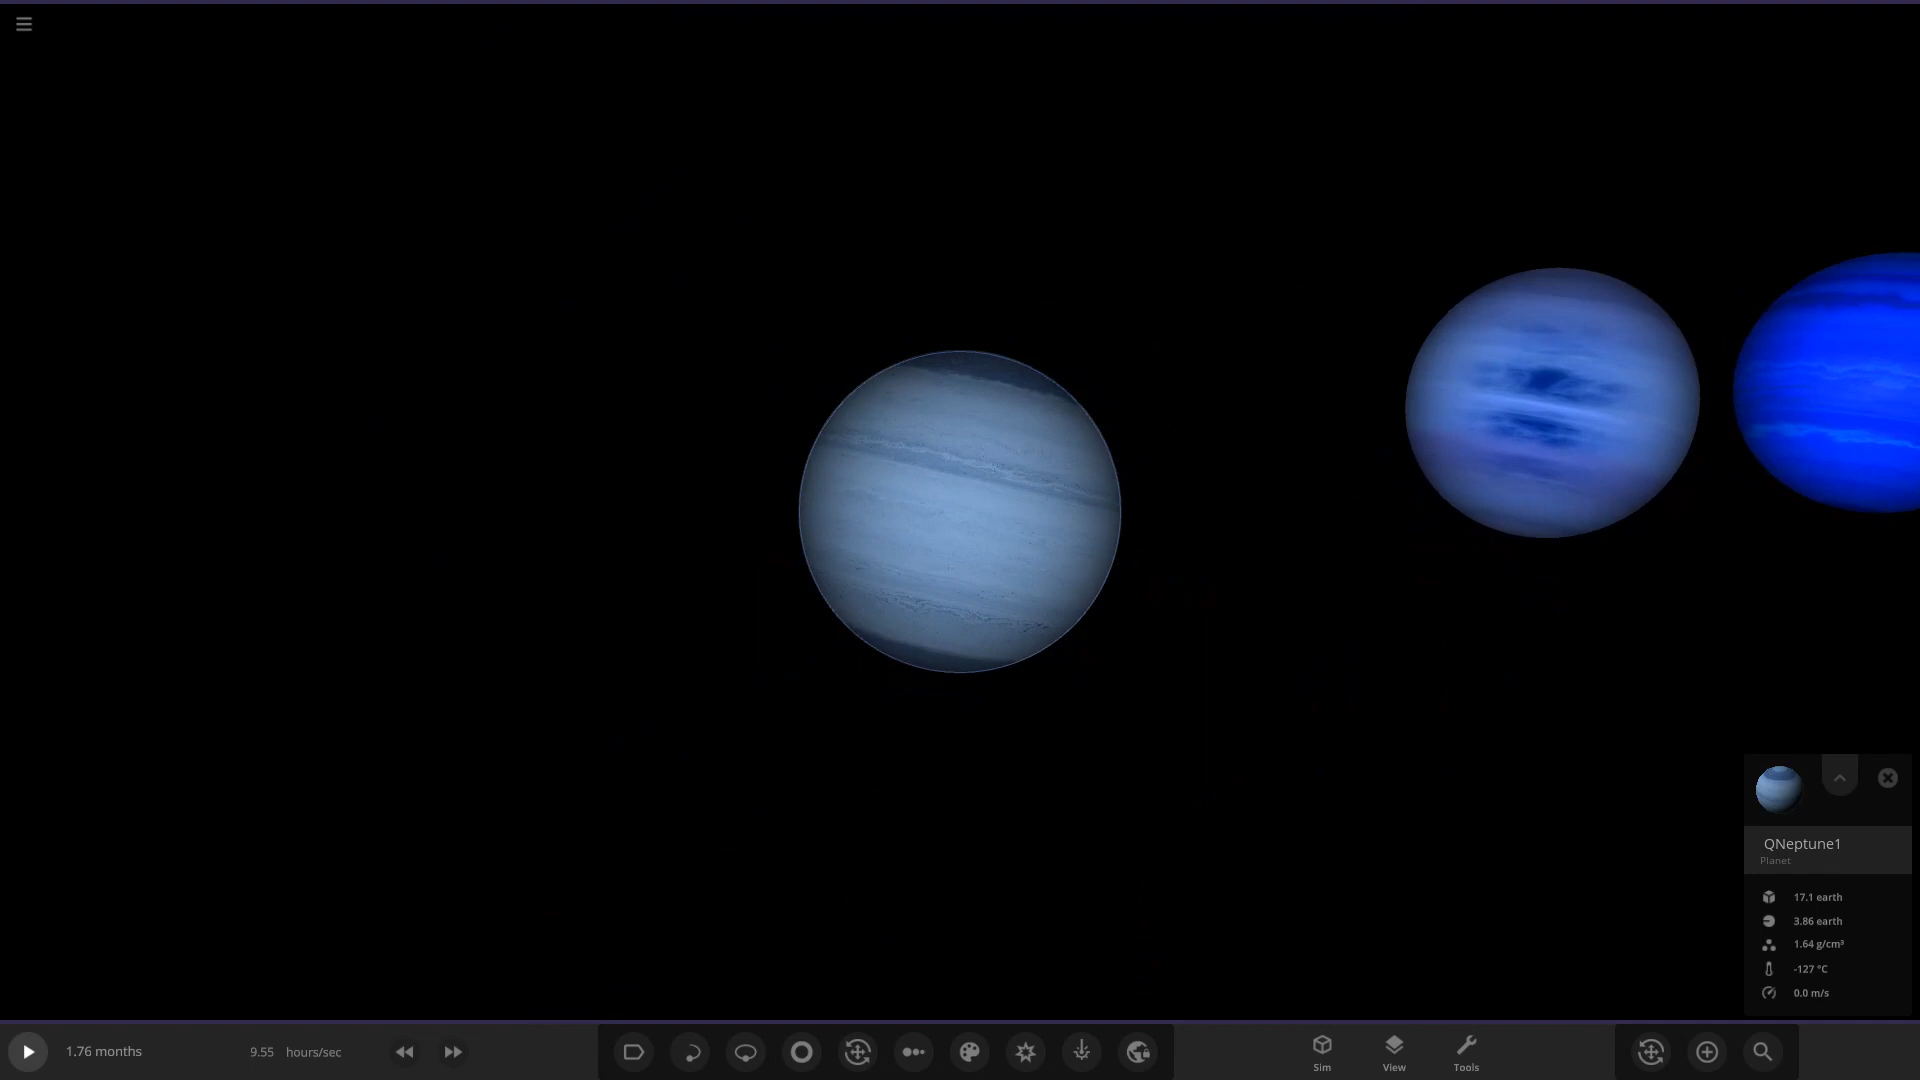 QNeptune1
Planet
17.1 earth
3.86 earth
1.64 g/cm³
-127 °C
0.0 m/s
1.76 months
9.55 hours/sec
Sim
View
Tools